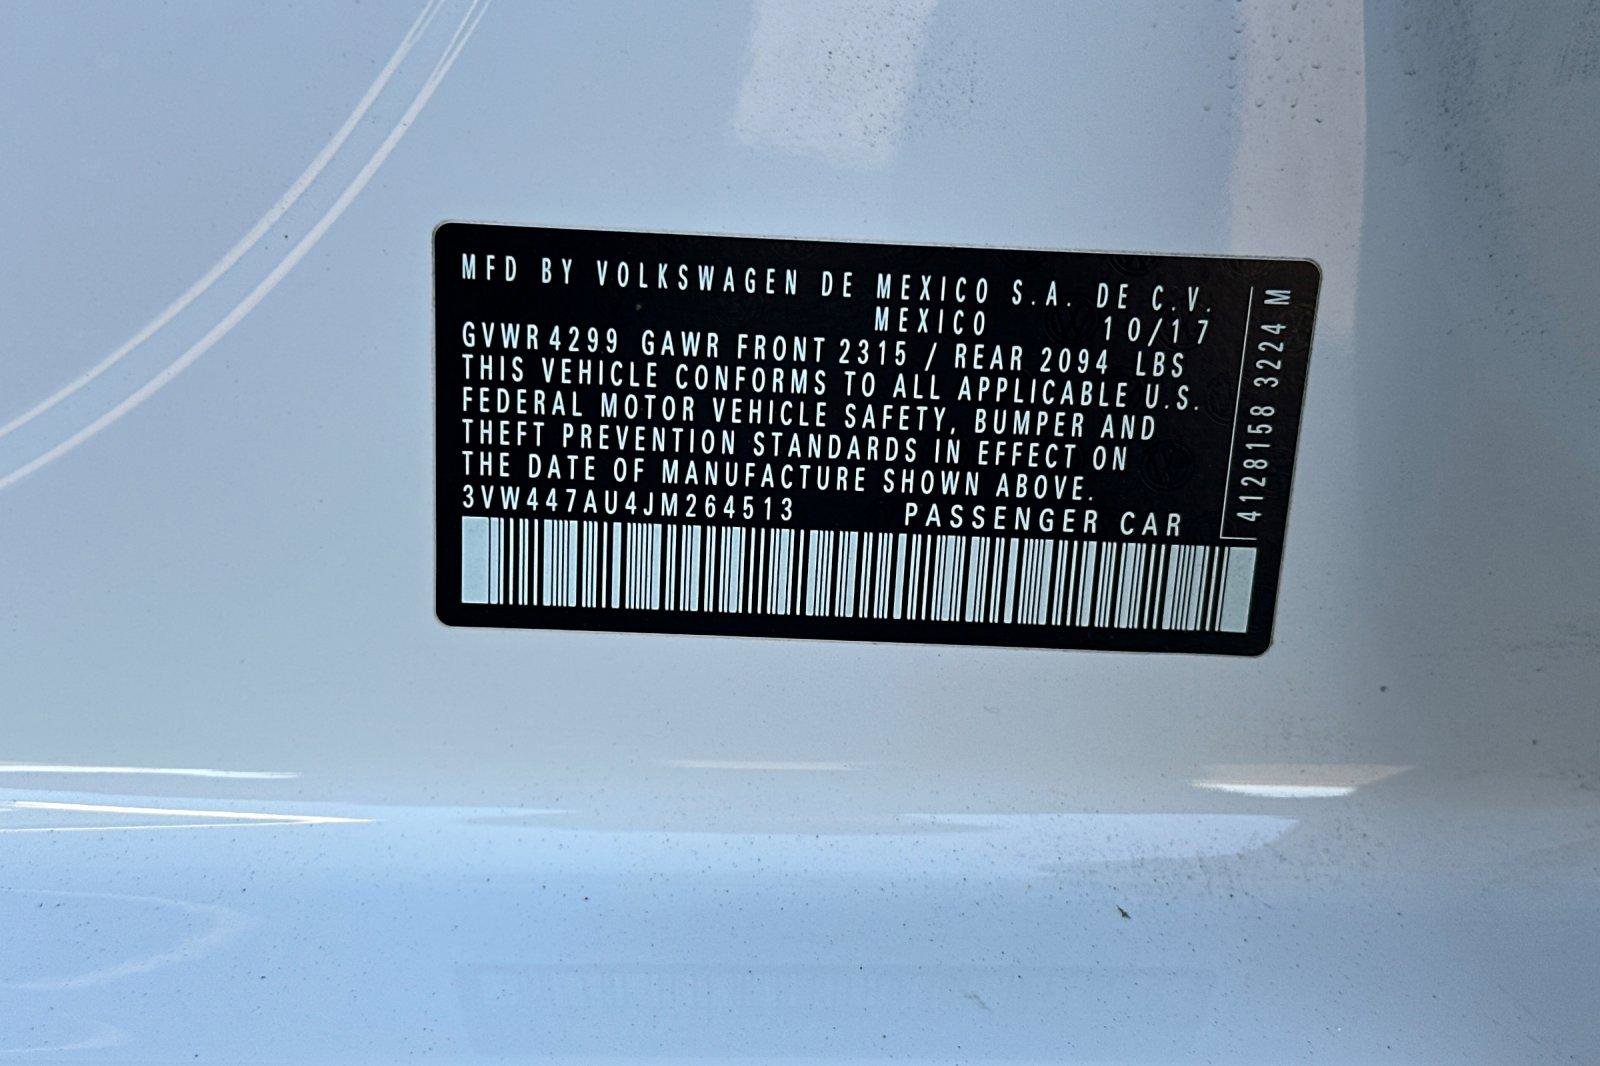 MFD BY VOLKSWAGEN DE MEXICO S.A. DE C.V.
MEXICO 10/17
GVWR 4299 GAWR FRONT 2315 / REAR 2094 LBS
THIS VEHICLE CONFORMS TO ALL APPLICABLE U.S.
FEDERAL MOTOR VEHICLE SAFETY, BUMPER AND
THEFT PREVENTION STANDARDS IN EFFECT ON
THE DATE OF MANUFACTURE SHOWN ABOVE.
3VW447AU4JM264513 PASSENGER CAR
4128158 3224 M